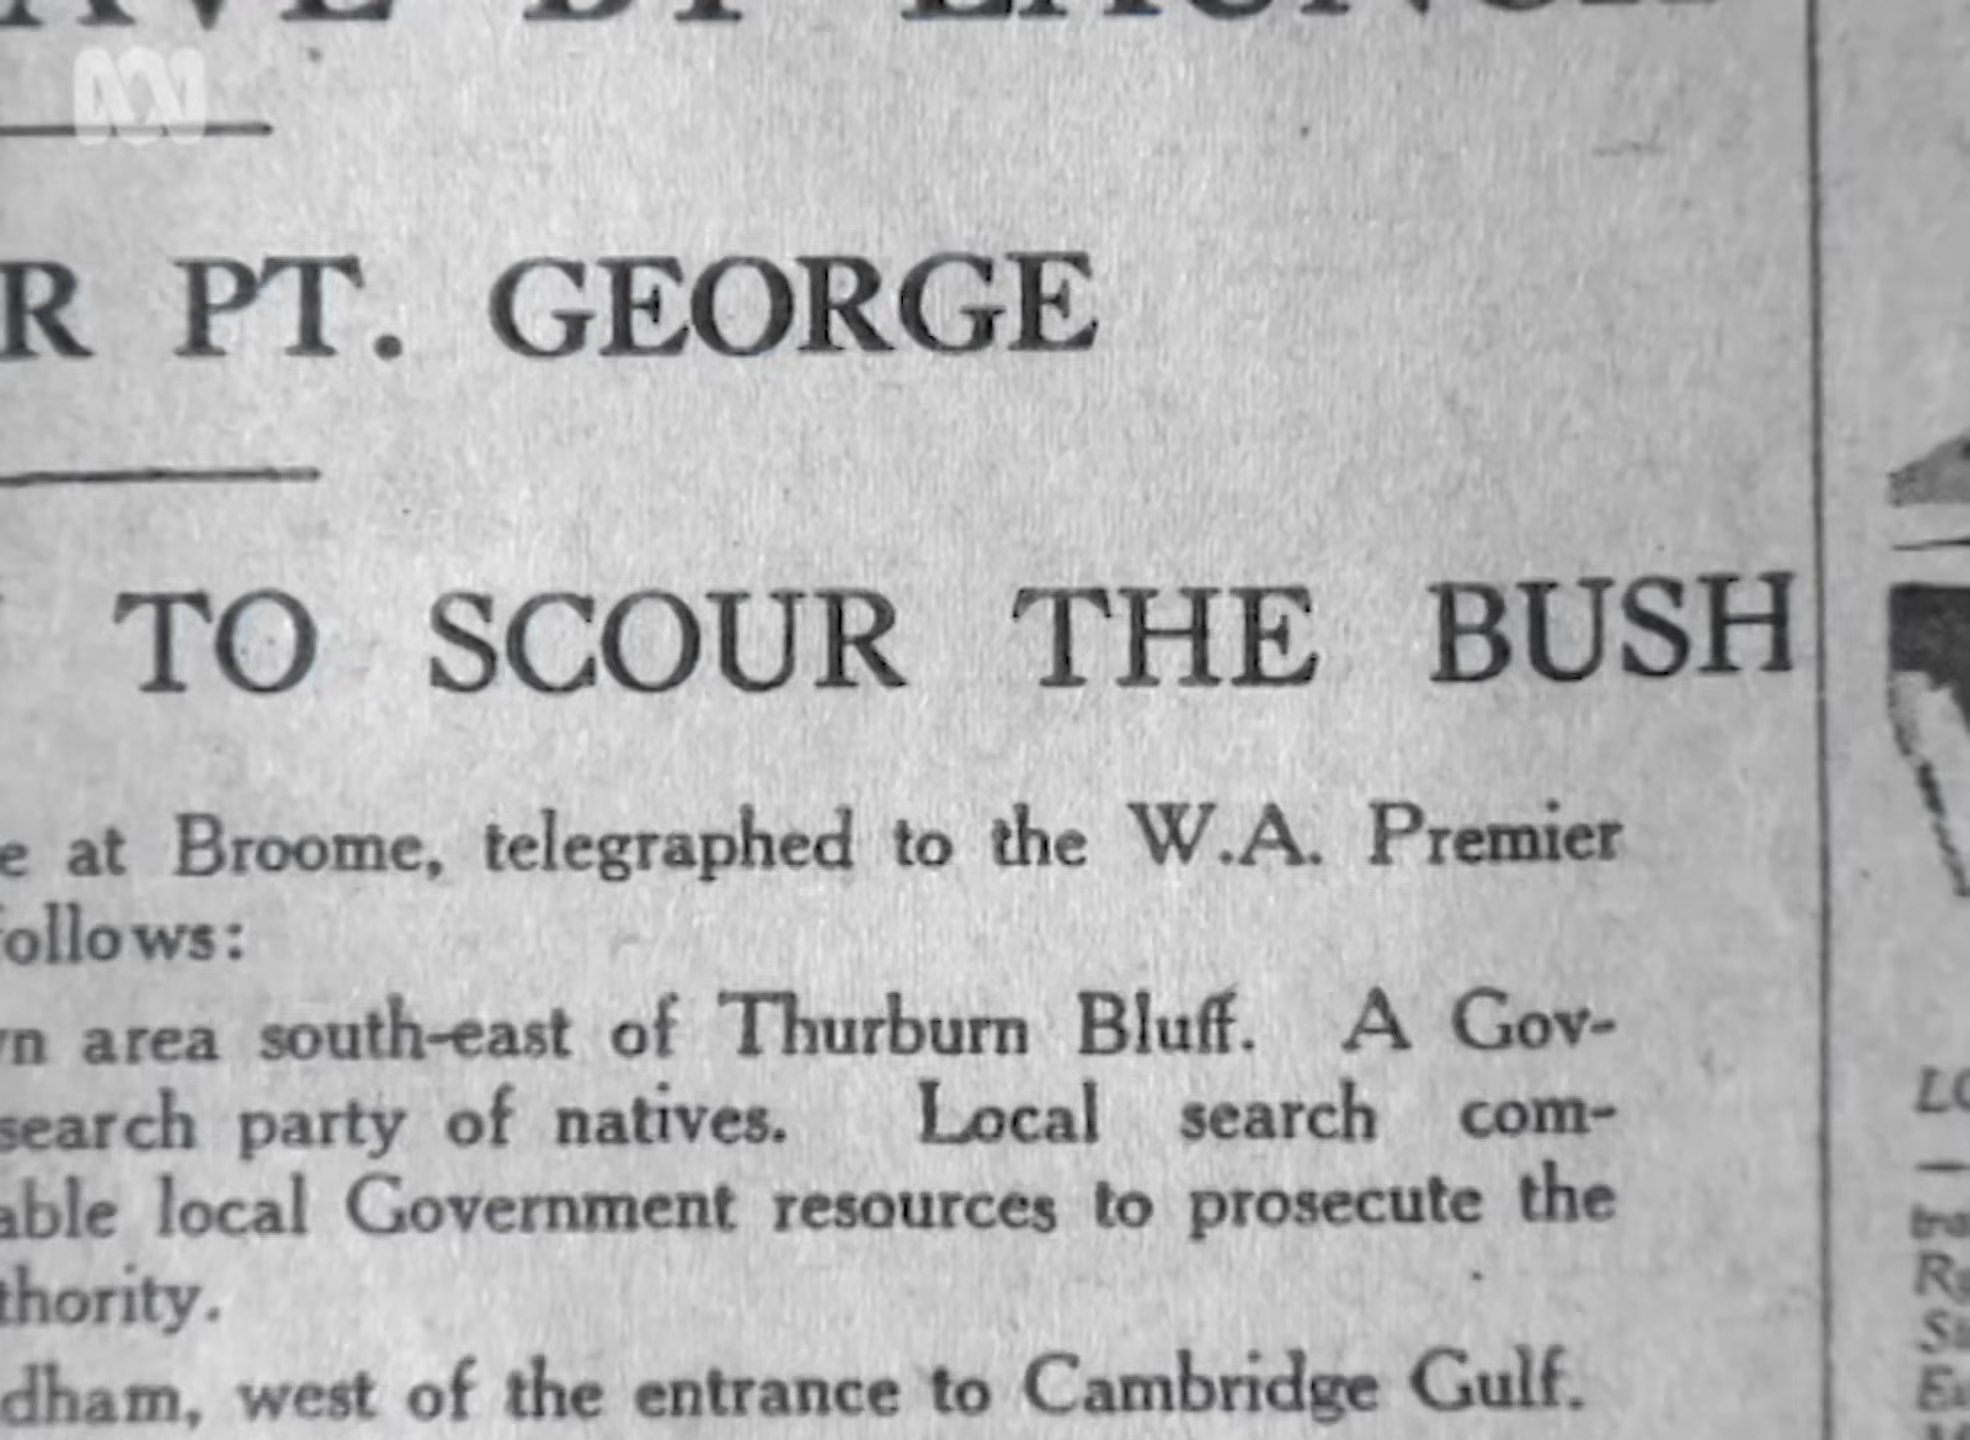 R PT. GEORGE
TO SCOUR THE BUSH
e at Broome, telegraphed to the W.A. Premier
follows:
n area south-east of Thurburn Bluff. A Gov-
search party of natives. Local search com-
able local Government resources to prosecute the
thority.
dham, west of the entrance to Cambridge Gulf.